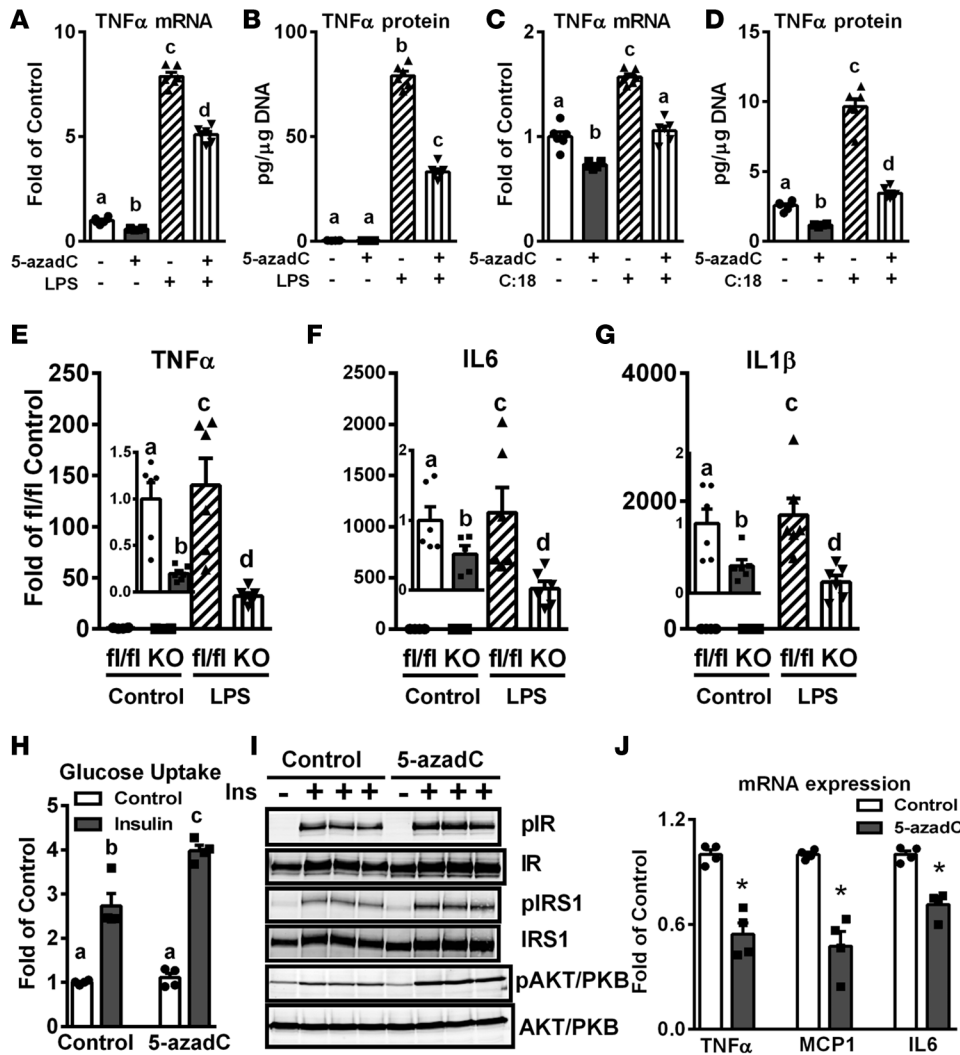 A TNFα mRNA
Fold of Control
10
5
0
a b c d
5-azadC - + - +
LPS - - + +
B TNFα protein
pg/μg DNA
100
50
0
a a b c
5-azadC - + - +
LPS - - + +
C TNFα mRNA
Fold of Control
2
1
0
a b c a
5-azadC - + - +
C:18 - - + +
D TNFα protein
pg/μg DNA
15
10
5
0
a b c d
5-azadC - + - +
C:18 - - + +
E TNFα
Fold of fl/fl Control
250
200
150
100
50
0
1.5
1.0
0.5
0.0
a b c d
fl/fl KO fl/fl KO
Control LPS
F IL6
2500
2000
1500
1000
500
0
2
1
0
a b c d
fl/fl KO fl/fl KO
Control LPS
G IL1β
4000
2000
0
2
1
0
a b c d
fl/fl KO fl/fl KO
Control LPS
H Glucose Uptake
Control
Insulin
Fold of Control
5
4
3
2
1
0
a b a c
Control 5-azadC
I Control 5-azadC
Ins - + + + - + + +
pIR
IR
pIRS1
IRS1
pAKT/PKB
AKT/PKB
J mRNA expression
Control
5-azadC
Fold of Control
1.2
0.6
0.0
* * *
TNFα MCP1 IL6